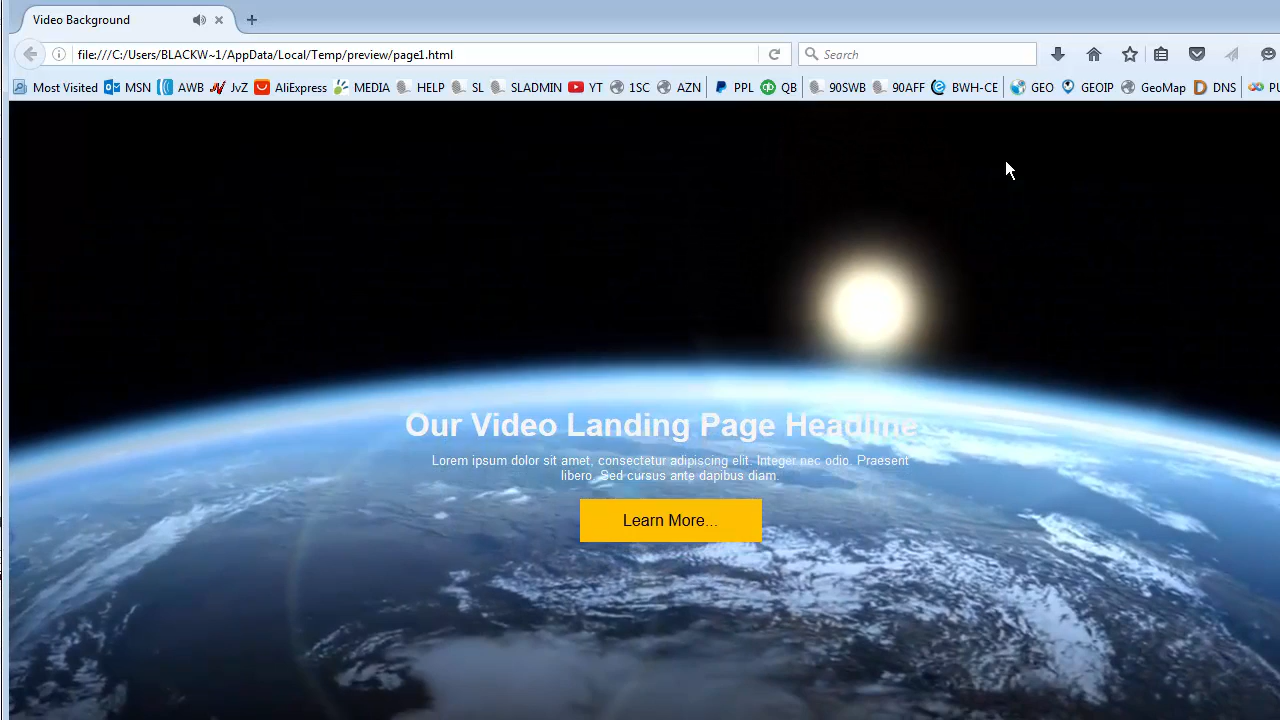 Video Background
file:///C:/Users/BLACKW~1/AppData/Local/Temp/preview/page1.html
Search
Most Visited MSN AWB JvZ AliExpress MEDIA HELP SL SLADMIN YT 1SC AZN PPL QB 90SWB 90AFF BWH-CE GEO GEOIP GeoMap DNS
Our Video Landing Page Headline
Lorem ipsum dolor sit amet, consectetur adipiscing elit. Integer nec odio. Praesent
libero. Sed cursus ante dapibus diam.
Learn More...